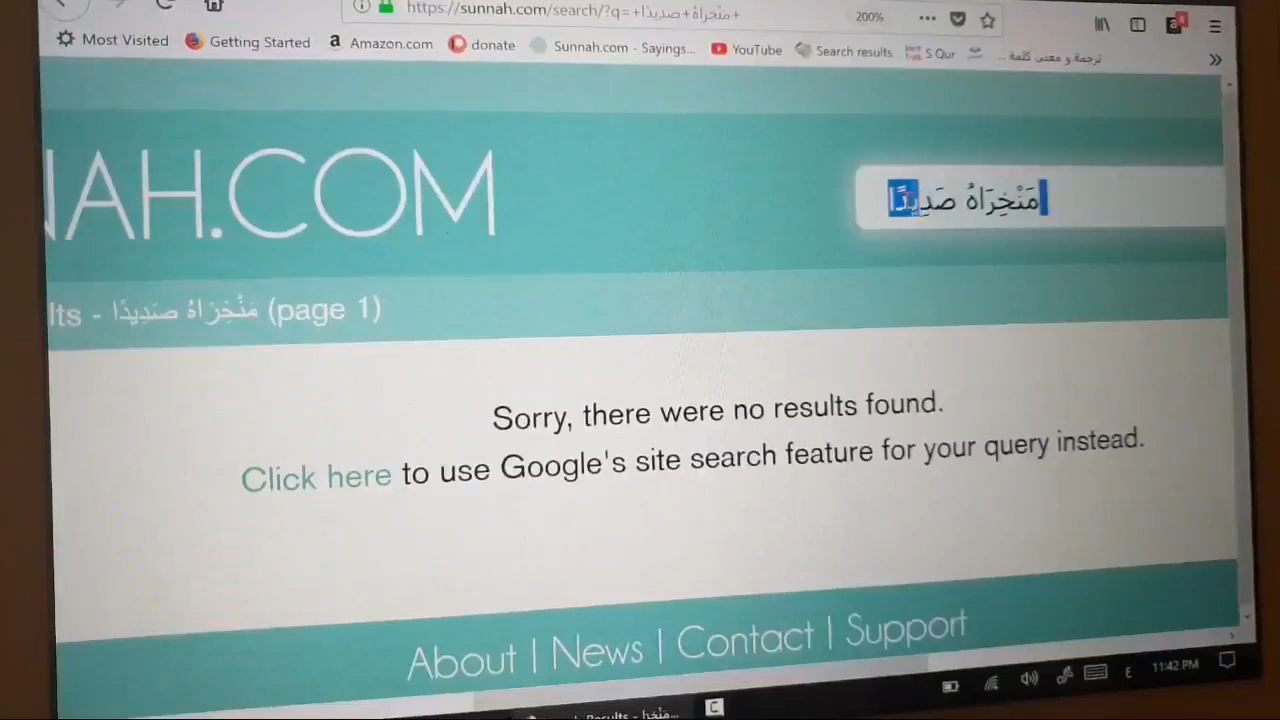 https://sunnah.com/search/?q=+مَنْخِرَاهُ+صَدِيدًا+
200%
Most Visited
Getting Started
Amazon.com
donate
Sunnah.com - Sayings...
YouTube
Search results
S Qur
ترجمة و معنى كلمة ...
NAH.COM
مَنْخِرَاهُ صَدِيدًا
lts - مَنْخِرَاهُ صَدِيدًا (page 1)
Sorry, there were no results found.
Click here to use Google's site search feature for your query instead.
About | News | Contact | Support
ع
11:42 PM